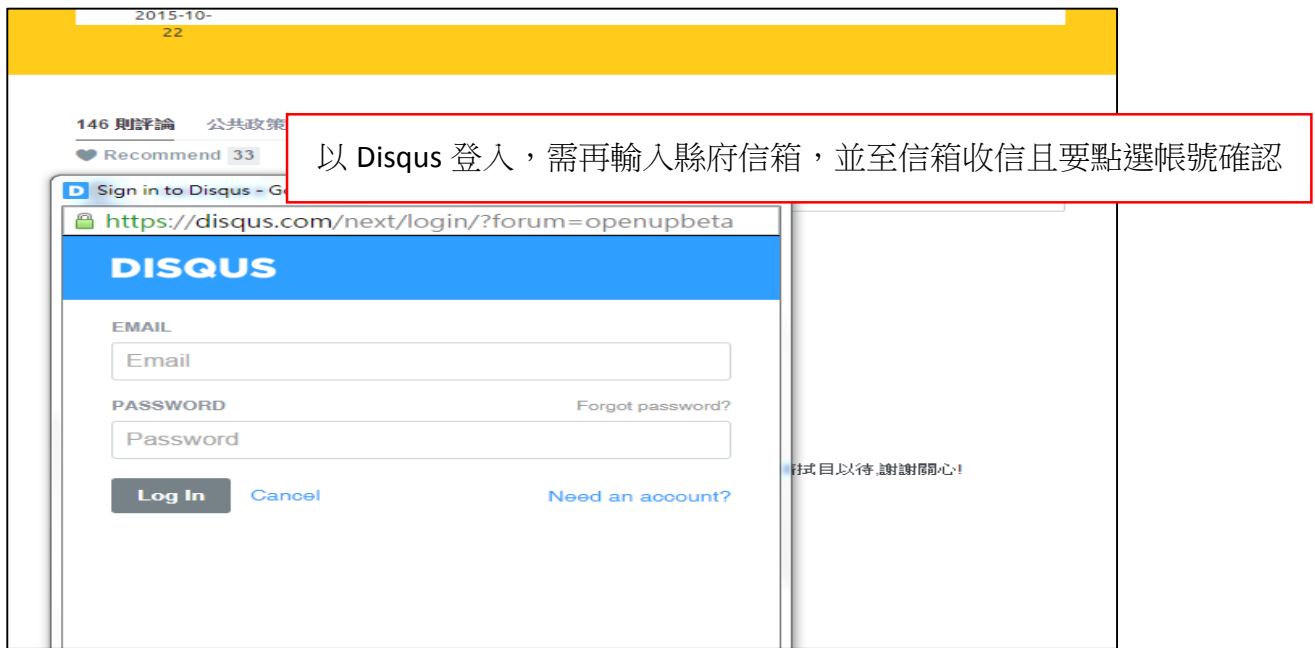 2015-10-
22
146 則評論 公共政策
Recommend 33
以 Disqus 登入，需再輸入縣府信箱，並至信箱收信且要點選帳號確認
D Sign in to Disqus - G
https://disqus.com/next/login/?forum=openupbeta
DISQUS
EMAIL
Email
PASSWORD Forgot password?
Password
拭目以待,謝謝關心!
Log In Cancel Need an account?